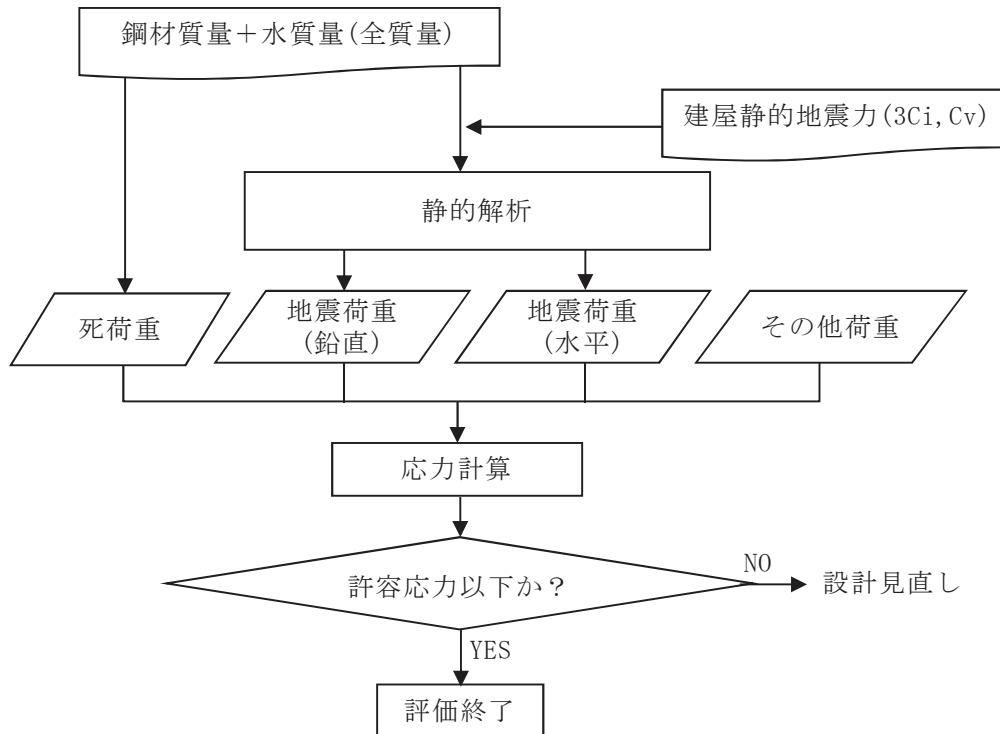 鋼材質量＋水質量(全質量)
建屋静的地震力(3Ci,Cv)
静的解析
死荷重
地震荷重
(鉛直)
地震荷重
(水平)
その他荷重
応力計算
許容応力以下か？
NO
設計見直し
YES
評価終了